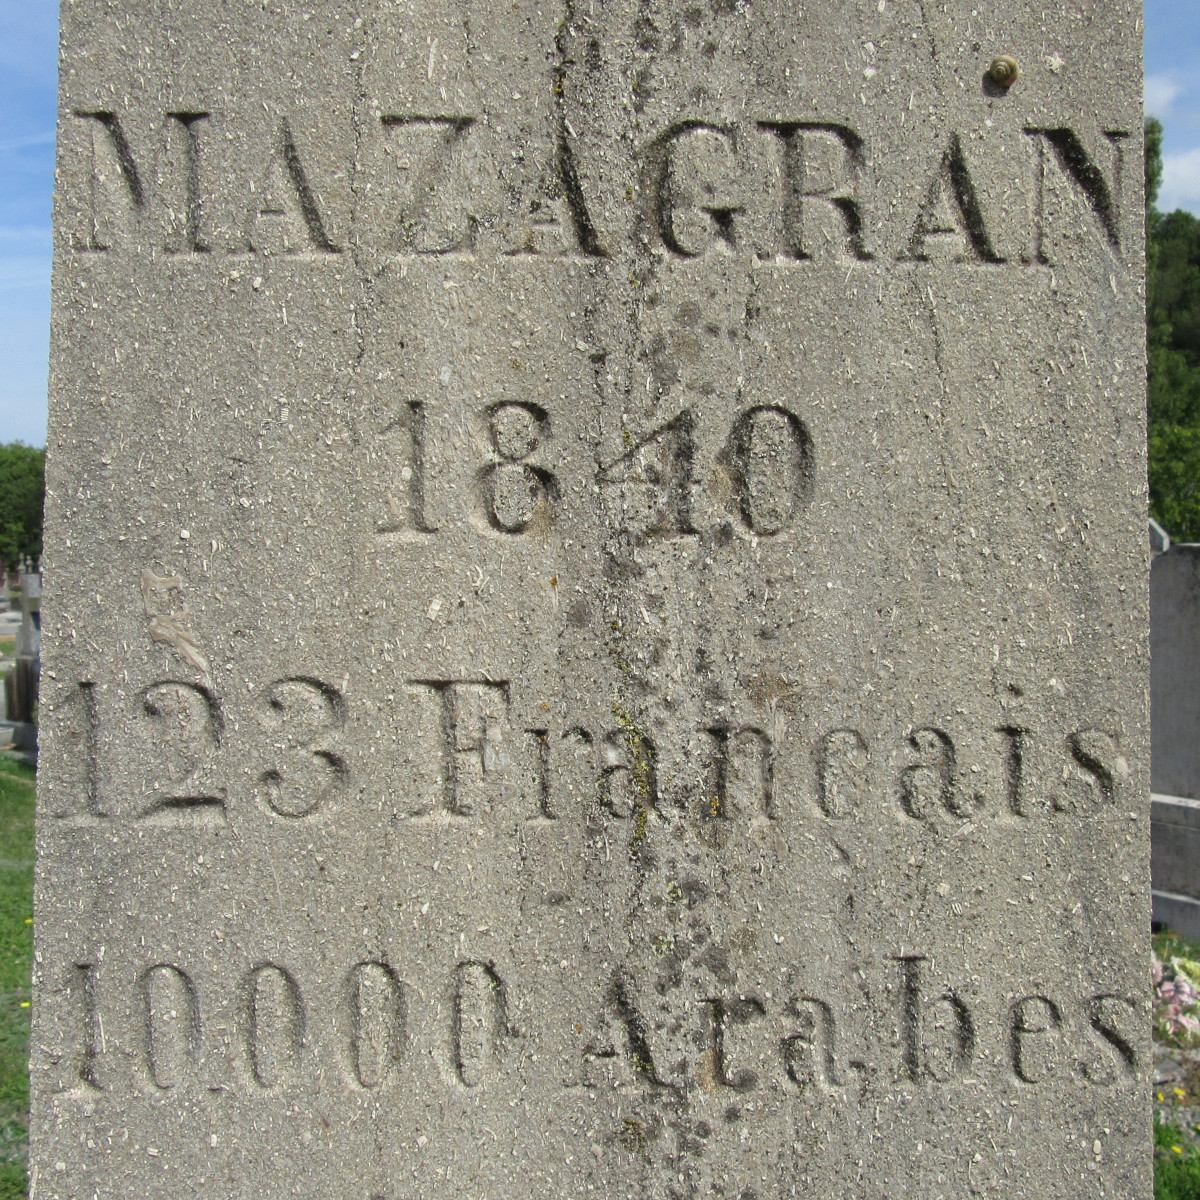 MAZAGRAN
1840
123 Français
10000 Arabes